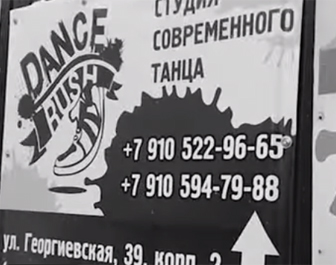 DANCE
RUSH
СТУДИЯ
СОВРЕМЕННОГО
ТАНЦА
+7 910 522-96-65
+7 910 594-79-88
ул. Георгиевская, 39, корп. 2